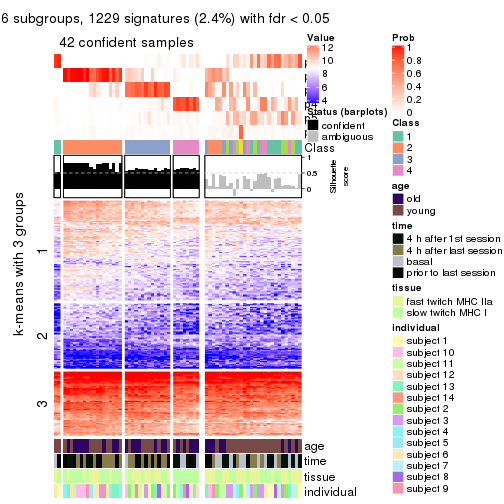 6 subgroups, 1229 signatures (2.4%) with fdr < 0.05
42 confident samples
Class
1
0.5
0
Silhouette
score
k-means with 3 groups
1
2
3
age
time
tissue
individual
Value
12
10
8
6
4
Status (barplots)
confident
ambiguous
Prob
1
0.8
0.6
0.4
0.2
0
Class
1
2
3
4
age
old
young
time
4 h after 1st session
4 h after last session
basal
prior to last session
tissue
fast twitch MHC IIa
slow twitch MHC I
individual
subject 1
subject 10
subject 11
subject 12
subject 13
subject 14
subject 2
subject 3
subject 4
subject 5
subject 6
subject 7
subject 8
subject 9